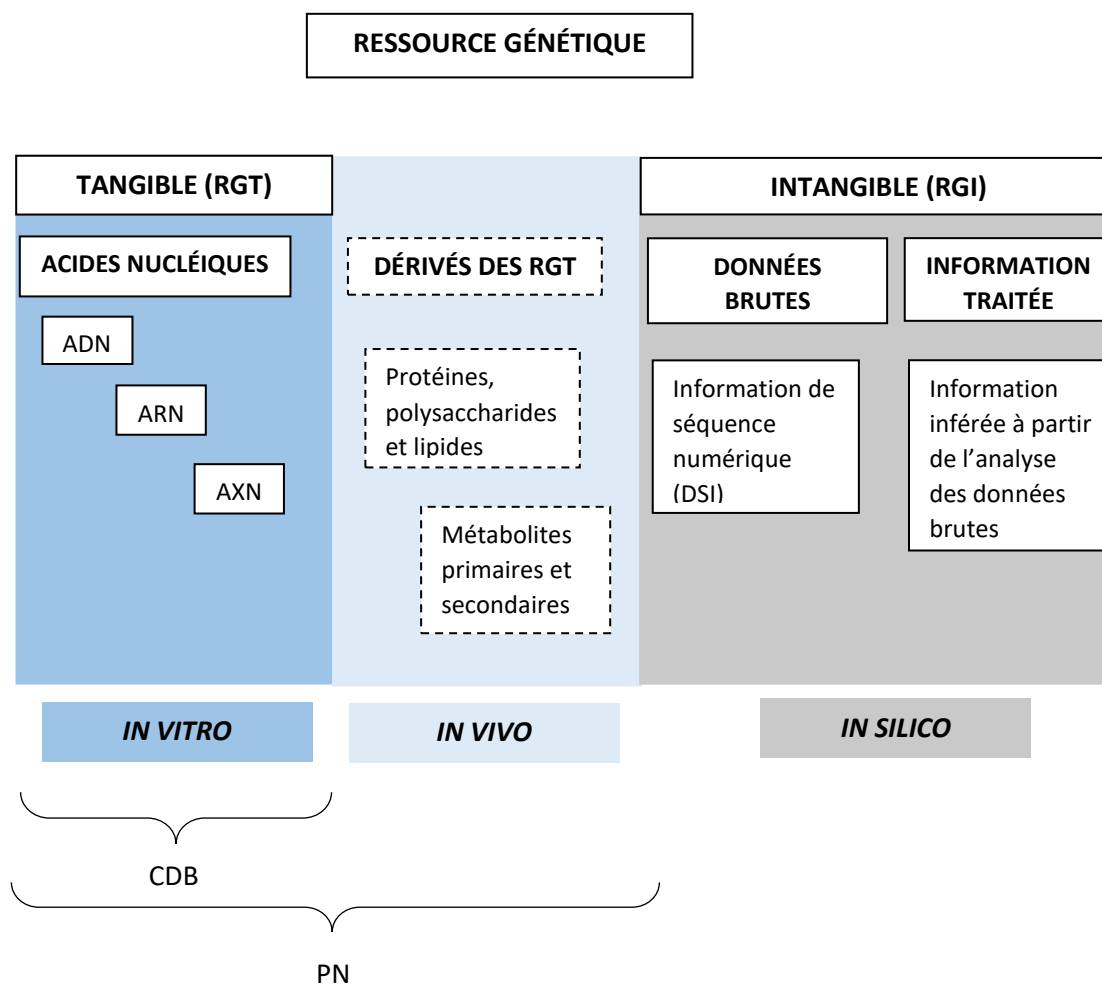 RESSOURCE GÉNÉTIQUE
TANGIBLE (RGT)
INTANGIBLE (RGI)
ACIDES NUCLÉIQUES
ADN
ARN
AXN
DÉRIVÉS DES RGT
Protéines,
polysaccharides
et lipides
Métabolites
primaires et
secondaires
DONNÉES
BRUTES
Information de
séquence
numérique
(DSI)
INFORMATION
TRAITÉE
Information
inférée à partir
de l’analyse
des données
brutes
IN VITRO
IN VIVO
IN SILICO
CDB
PN